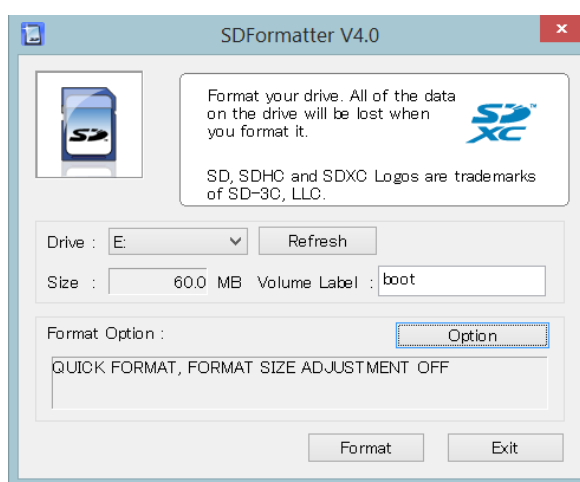 SDFormatter V4.0
x
SD
Format your drive. All of the data
on the drive will be lost when
you format it.
SD XC ™
SD, SDHC and SDXC Logos are trademarks
of SD-3C, LLC.
Drive : E: Refresh
Size : 60.0 MB Volume Label : boot
Format Option : Option
QUICK FORMAT, FORMAT SIZE ADJUSTMENT OFF
Format Exit